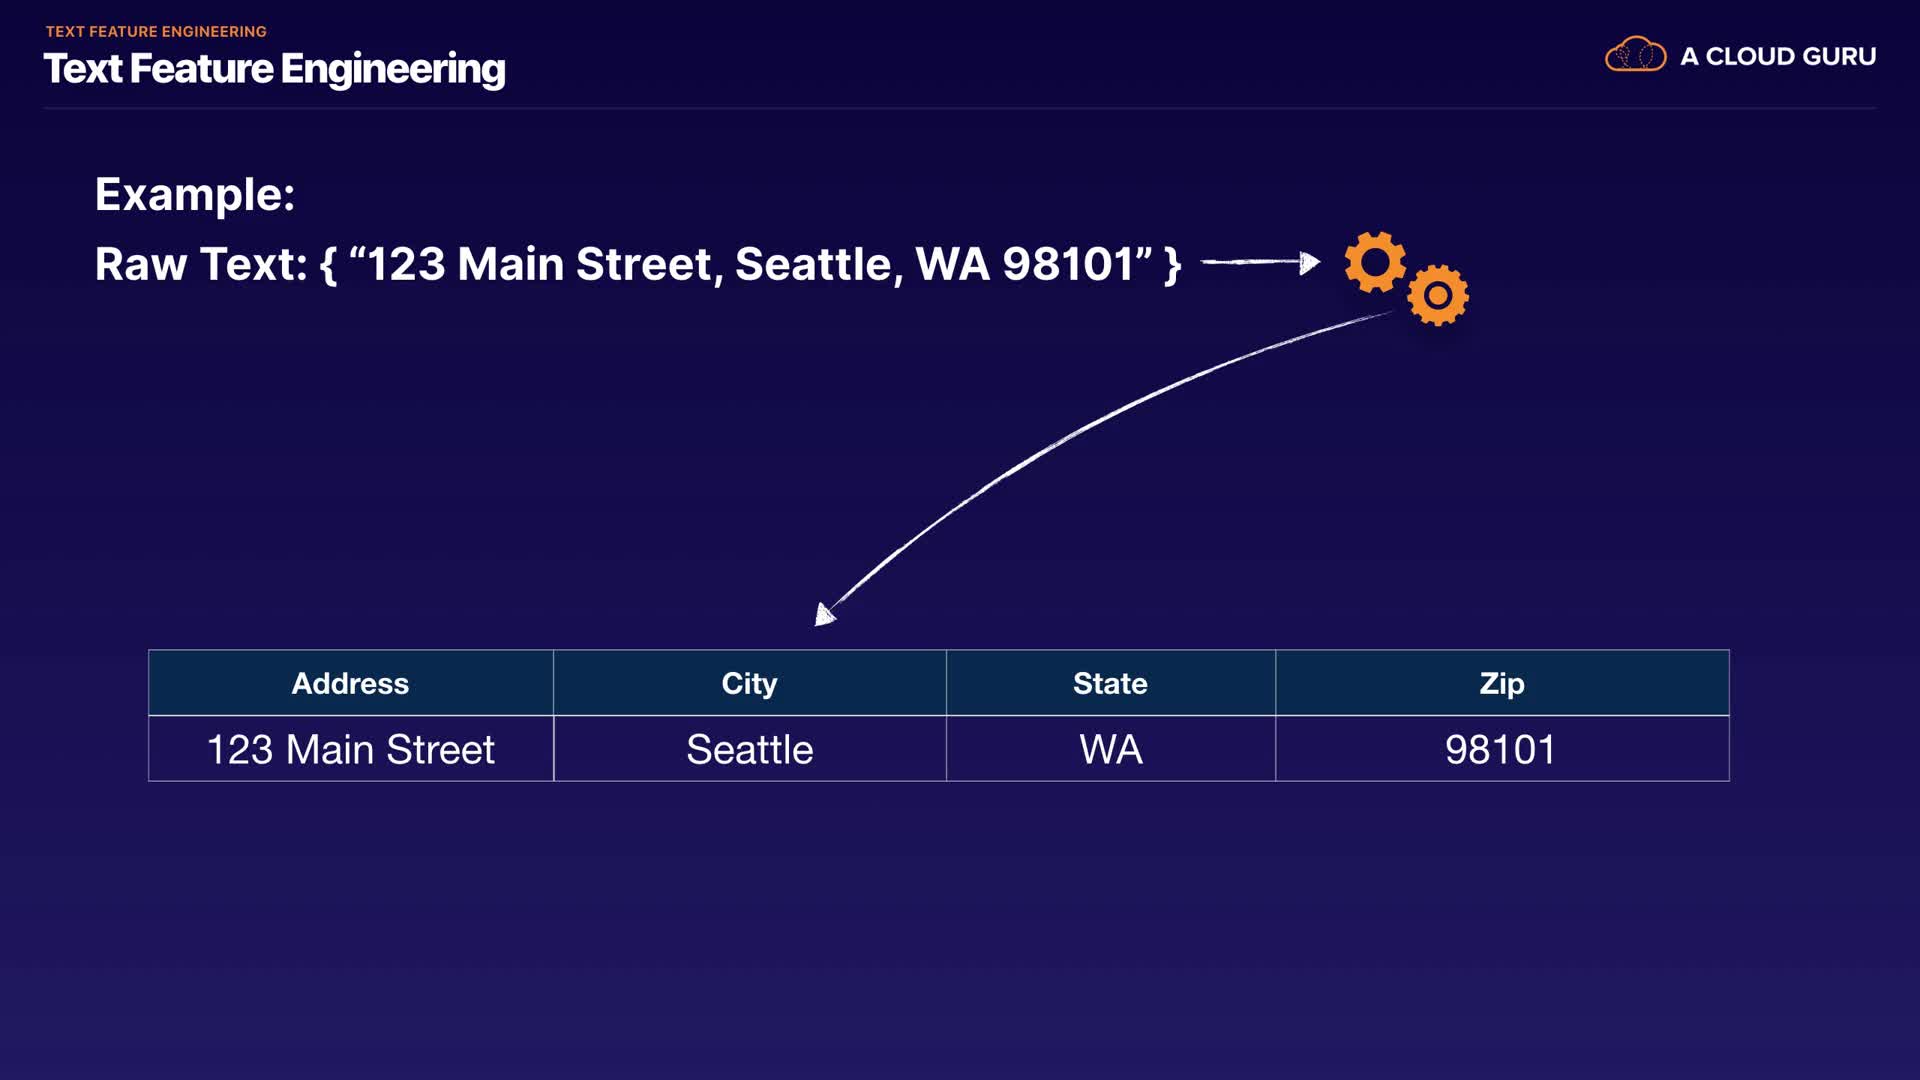 TEXT FEATURE ENGINEERING
Text Feature Engineering
A CLOUD GURU
Example:
Raw Text: { “123 Main Street, Seattle, WA 98101” }
Address City State Zip
123 Main Street Seattle WA 98101